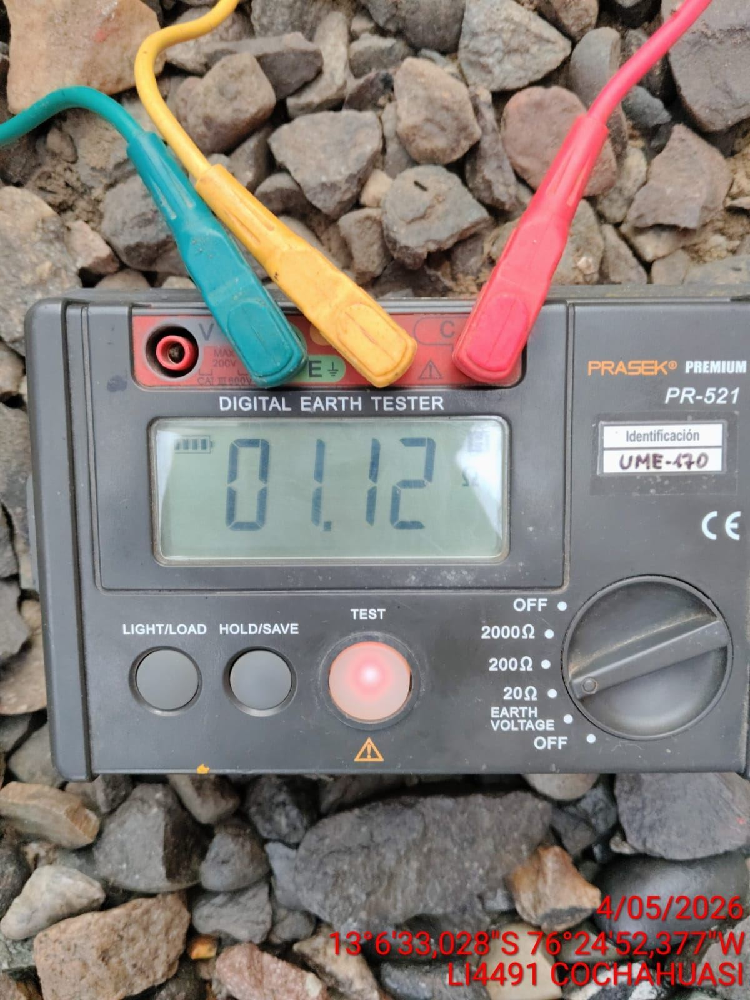 V
C
MAX
200V
CAT III 600V
E
PRASEK® PREMIUM
PR-521
DIGITAL EARTH TESTER
Identificación
UME-170
01.12
Ω
CE
OFF
TEST
2000Ω
LIGHT/LOAD HOLD/SAVE
200Ω
20Ω
EARTH
VOLTAGE
OFF
4/05/2026
13°6'33,028"S 76°24'52,377"W
LI4491 COCHAHUASI